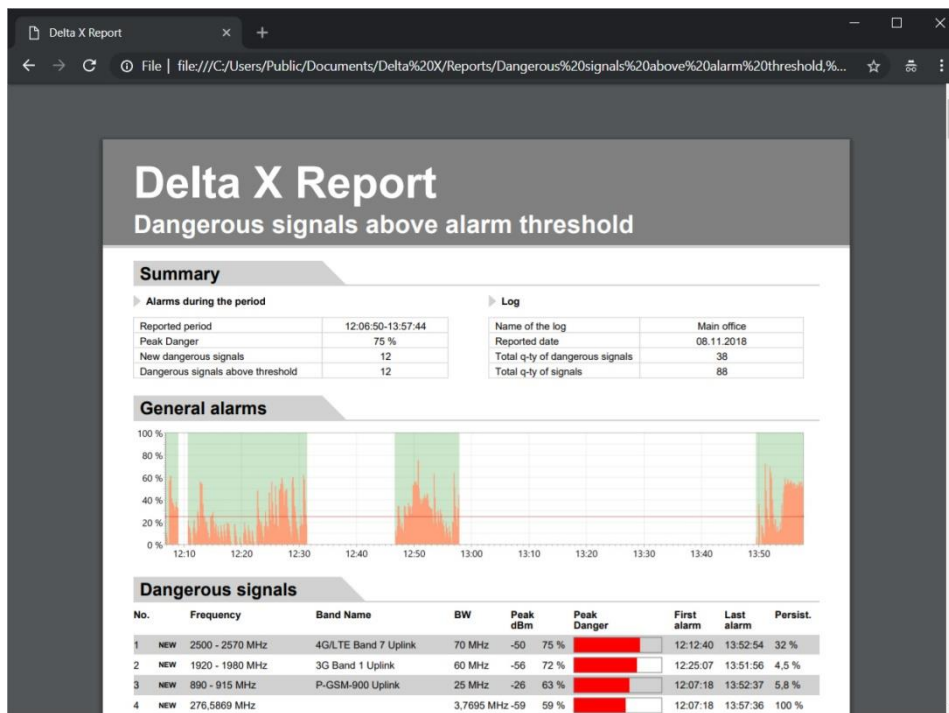 Delta X Report
File | file:///C:/Users/Public/Documents/Delta%20X/Reports/Dangerous%20signals%20above%20alarm%20threshold,%...
Delta X Report
Dangerous signals above alarm threshold
Summary
Alarms during the period
Reported period 12:06:50-13:57:44
Peak Danger 75 %
New dangerous signals 12
Dangerous signals above threshold 12
Log
Name of the log Main office
Reported date 08.11.2018
Total q-ty of dangerous signals 38
Total q-ty of signals 88
General alarms
100 %
80 %
60 %
40 %
20 %
0 %
12:10 12:20 12:30 12:40 12:50 13:00 13:10 13:20 13:30 13:40 13:50
Dangerous signals
No. Frequency Band Name BW Peak dBm Peak Danger First alarm Last alarm Persist.
1 NEW 2500 - 2570 MHz 4G/LTE Band 7 Uplink 70 MHz -50 75 % 12:12:40 13:52:54 32 %
2 NEW 1920 - 1980 MHz 3G Band 1 Uplink 60 MHz -56 72 % 12:25:07 13:51:56 4,5 %
3 NEW 890 - 915 MHz P-GSM-900 Uplink 25 MHz -26 63 % 12:07:18 13:52:37 5,8 %
4 NEW 276,5869 MHz 3,7695 MHz -59 59 % 12:07:18 13:57:36 100 %